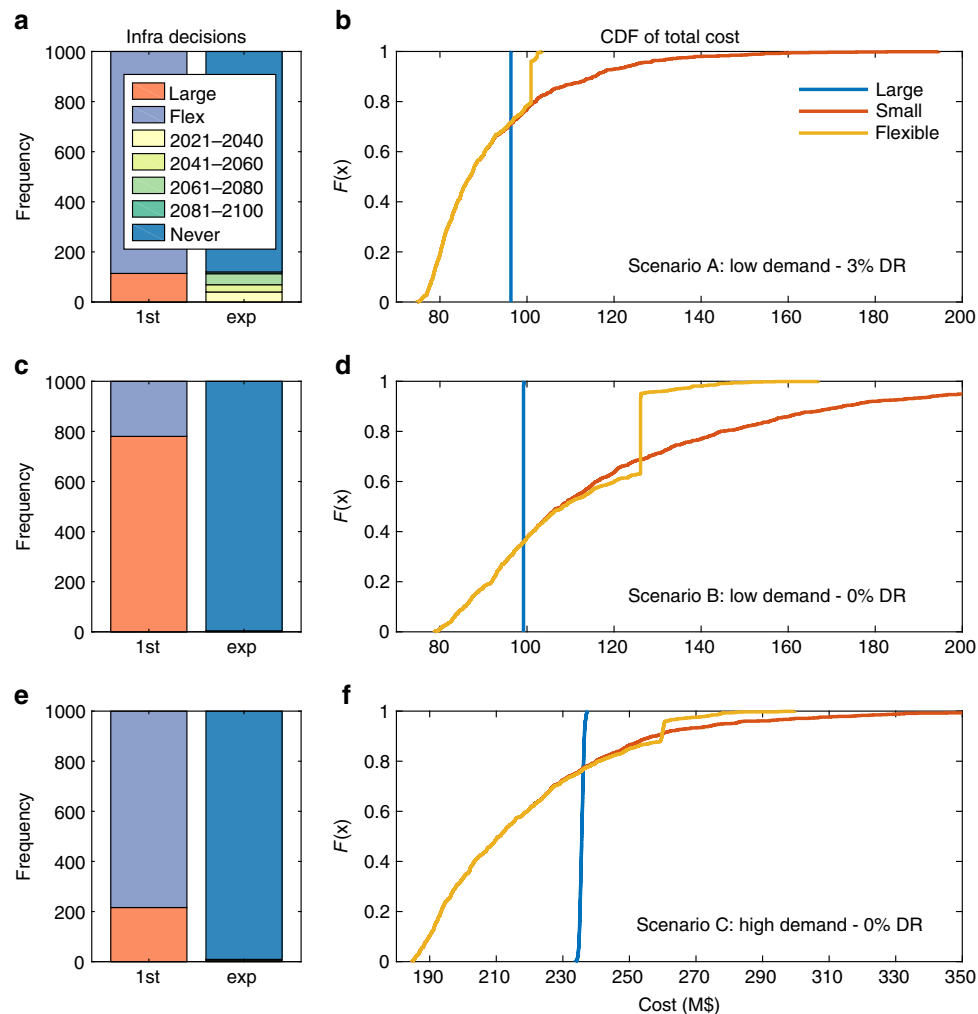 a
Infra decisions
1000
800
600
400
200
0
Frequency
Large
Flex
2021–2040
2041–2060
2061–2080
2081–2100
Never
1st
exp
b
CDF of total cost
1
0.8
0.6
0.4
0.2
0
F(x)
Large
Small
Flexible
Scenario A: low demand - 3% DR
80
100
120
140
160
180
200
c
1000
800
600
400
200
0
Frequency
1st
exp
d
1
0.8
0.6
0.4
0.2
0
F(x)
Scenario B: low demand - 0% DR
80
100
120
140
160
180
200
e
1000
800
600
400
200
0
Frequency
1st
exp
f
1
0.8
0.6
0.4
0.2
0
F(x)
Scenario C: high demand - 0% DR
190
210
230
250
270
290
310
330
350
Cost (M$)